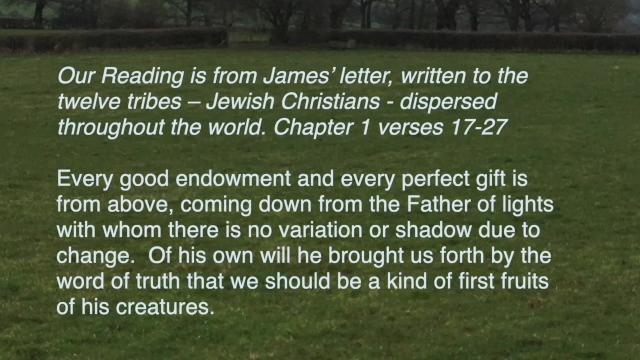 Our Reading is from James' letter, written to the
twelve tribes – Jewish Christians - dispersed
throughout the world. Chapter 1 verses 17-27
Every good endowment and every perfect gift is
from above, coming down from the Father of lights
with whom there is no variation or shadow due to
change.  Of his own will he brought us forth by the
word of truth that we should be a kind of first fruits
of his creatures.